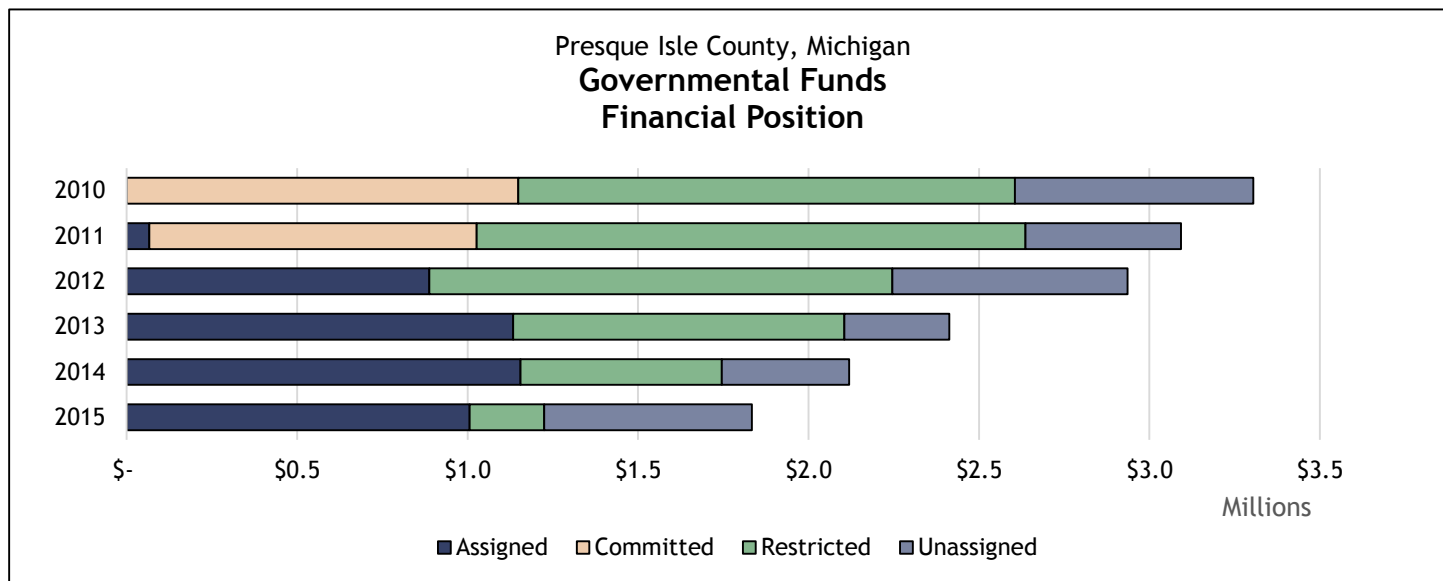 Presque Isle County, Michigan
Governmental Funds
Financial Position
2010
2011
2012
2013
2014
2015
$- $0.5 $1.0 $1.5 $2.0 $2.5 $3.0 $3.5
Millions
Assigned Committed Restricted Unassigned